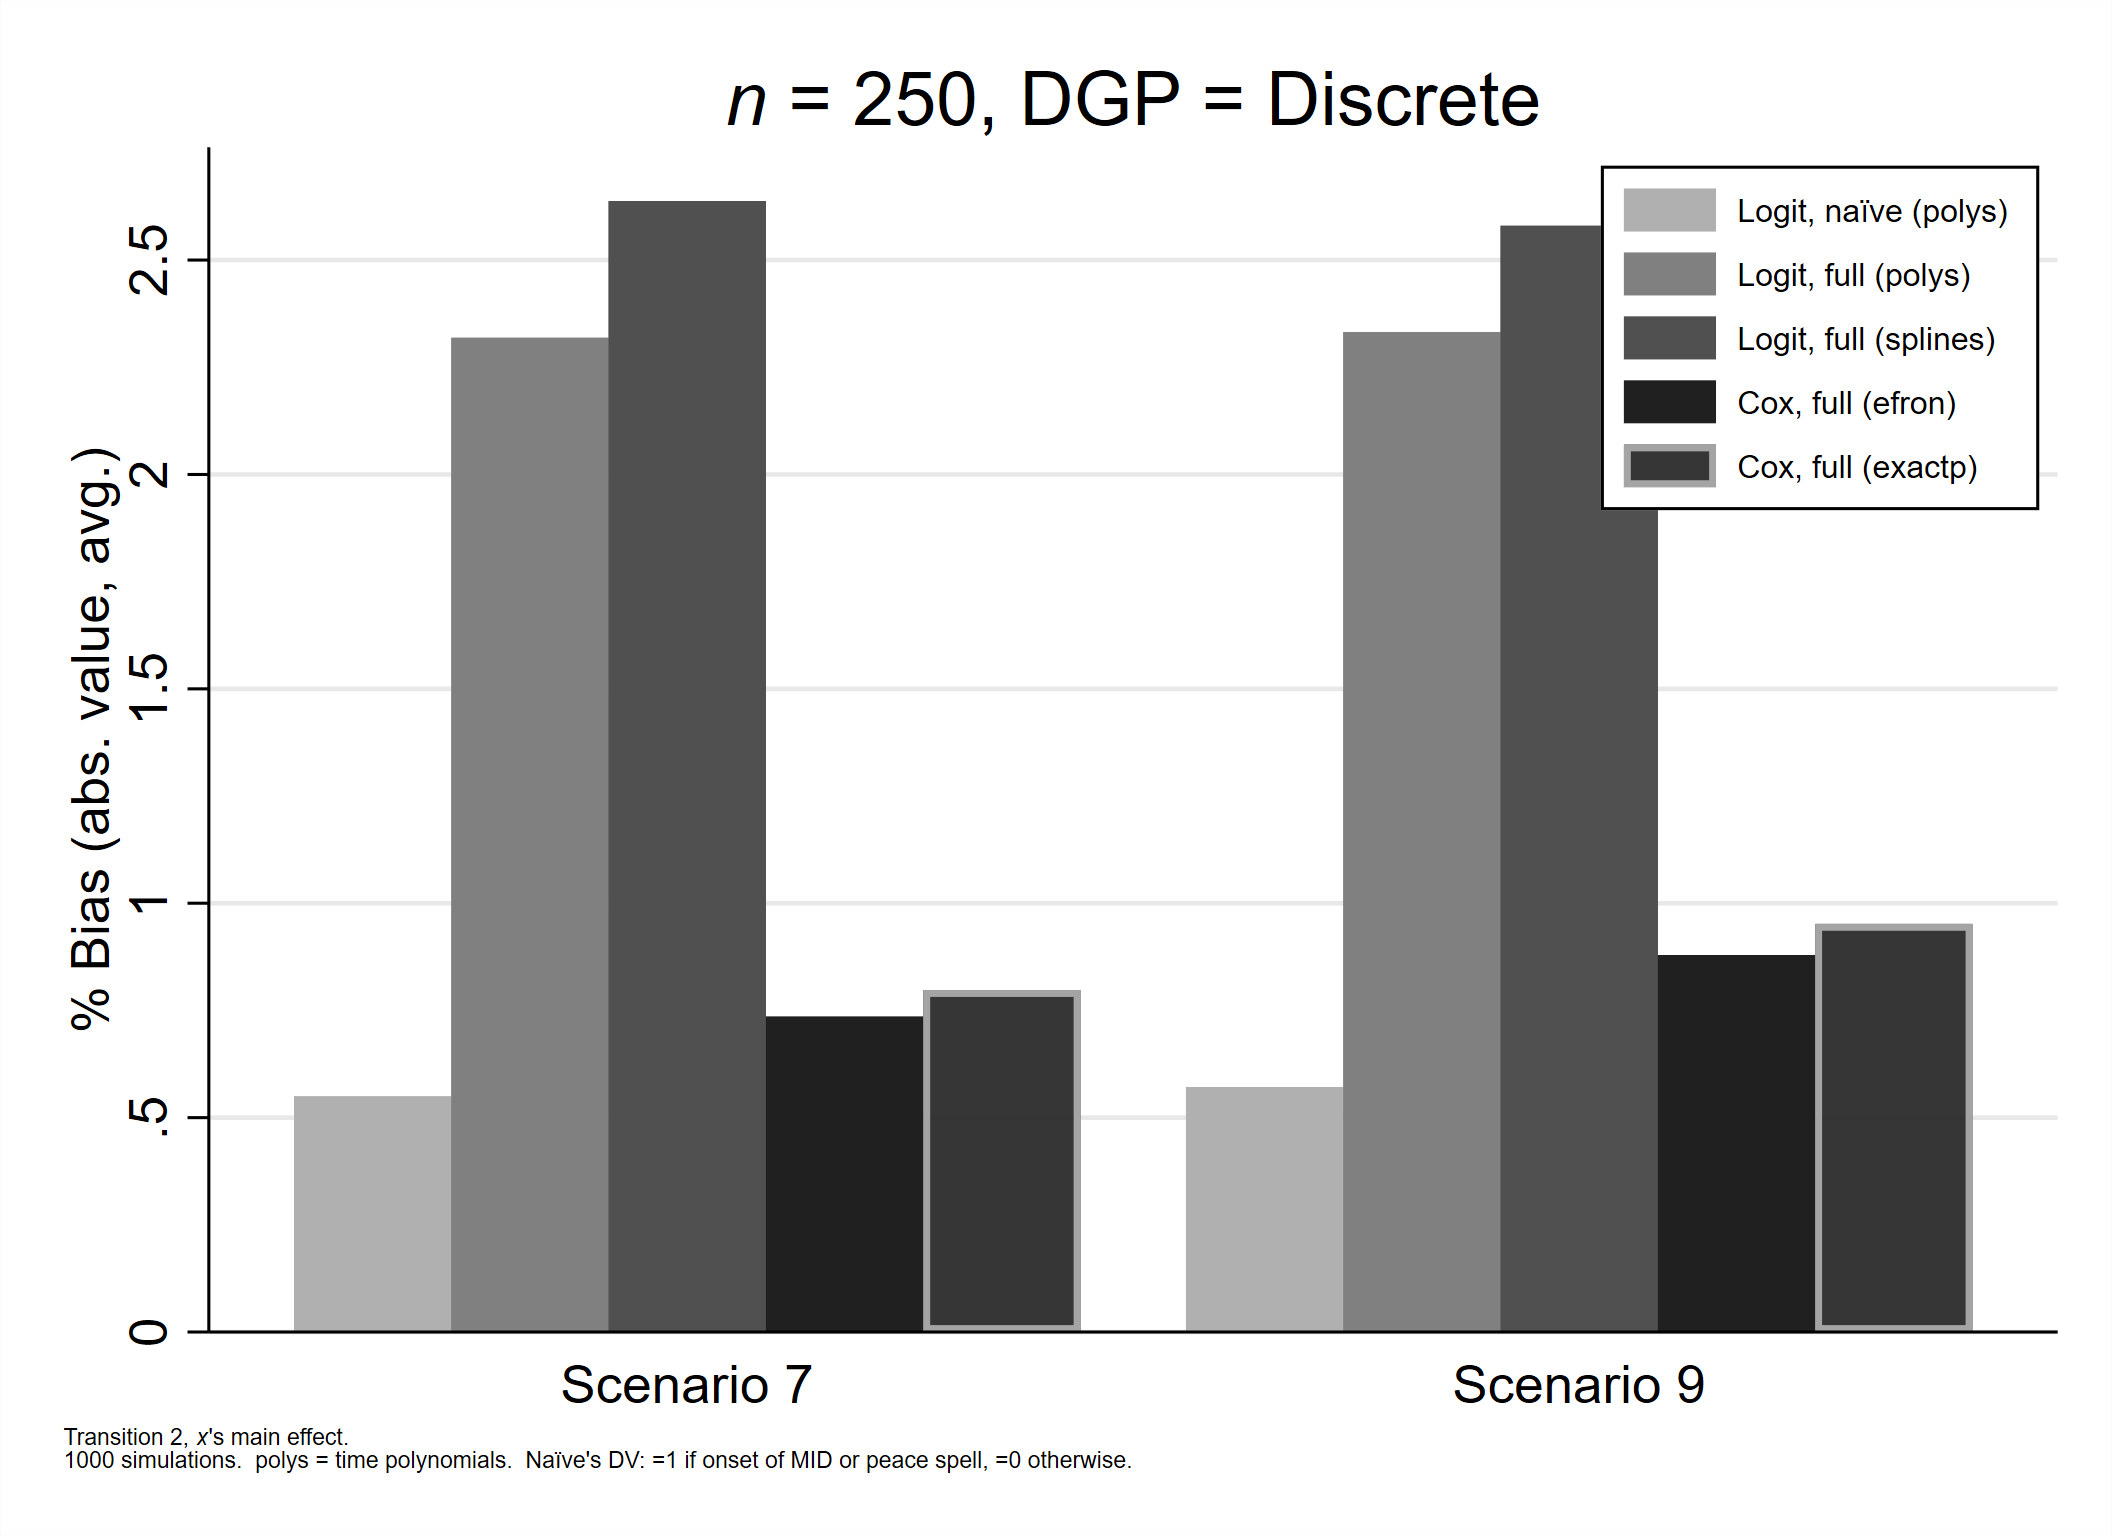 n = 250, DGP = Discrete
% Bias (abs. value, avg.)
2.5
2
1.5
1
.5
0
Logit, naïve (polys)
Logit, full (polys)
Logit, full (splines)
Cox, full (efron)
Cox, full (exactp)
Scenario 7
Scenario 9
Transition 2, x's main effect.
1000 simulations.  polys = time polynomials.  Naïve's DV: =1 if onset of MID or peace spell, =0 otherwise.